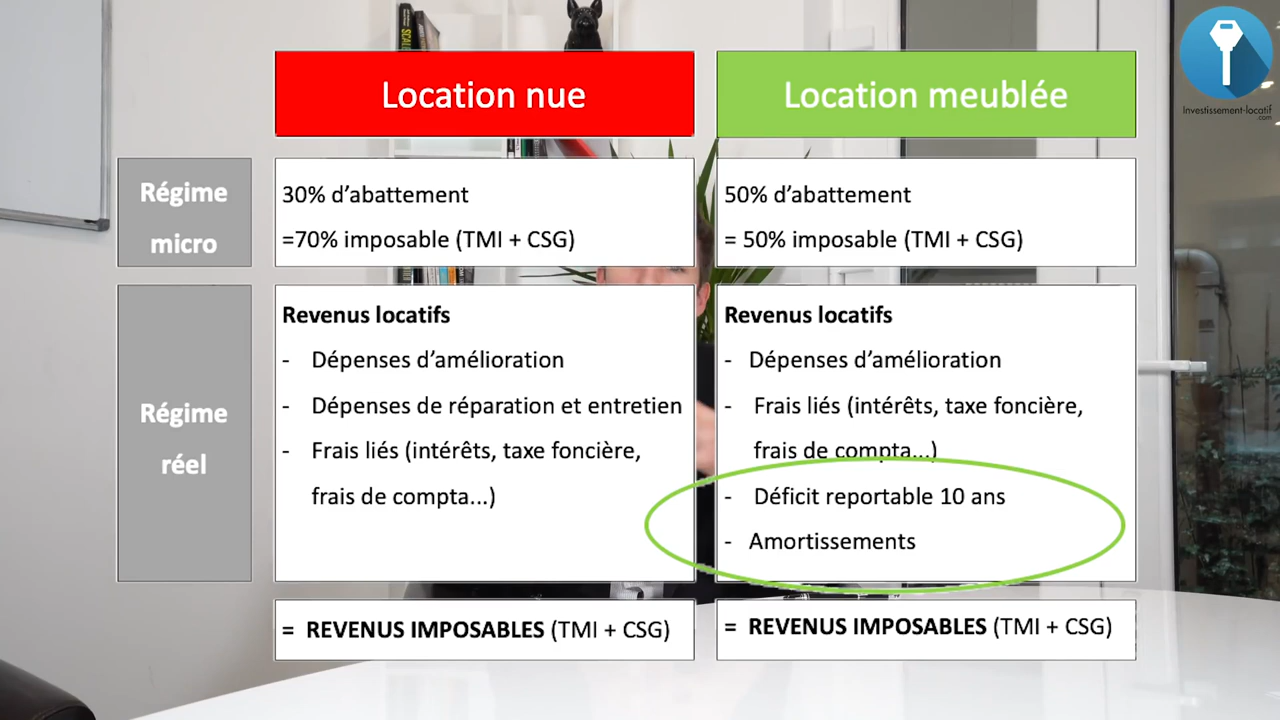 Location nue
Location meublée
Investissement-locatif
.com
Régime
micro
30% d’abattement
=70% imposable (TMI + CSG)
50% d’abattement
= 50% imposable (TMI + CSG)
Régime
réel
Revenus locatifs
- Dépenses d’amélioration
- Dépenses de réparation et entretien
- Frais liés (intérêts, taxe foncière,
frais de compta...)
Revenus locatifs
- Dépenses d’amélioration
- Frais liés (intérêts, taxe foncière,
frais de compta...)
- Déficit reportable 10 ans
- Amortissements
= REVENUS IMPOSABLES (TMI + CSG)
= REVENUS IMPOSABLES (TMI + CSG)